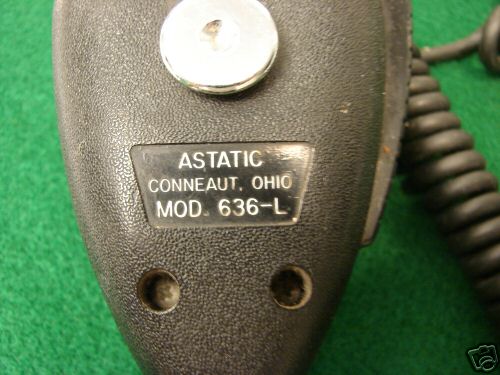 ASTATIC
CONNEAUT, OHIO
MOD. 636-L